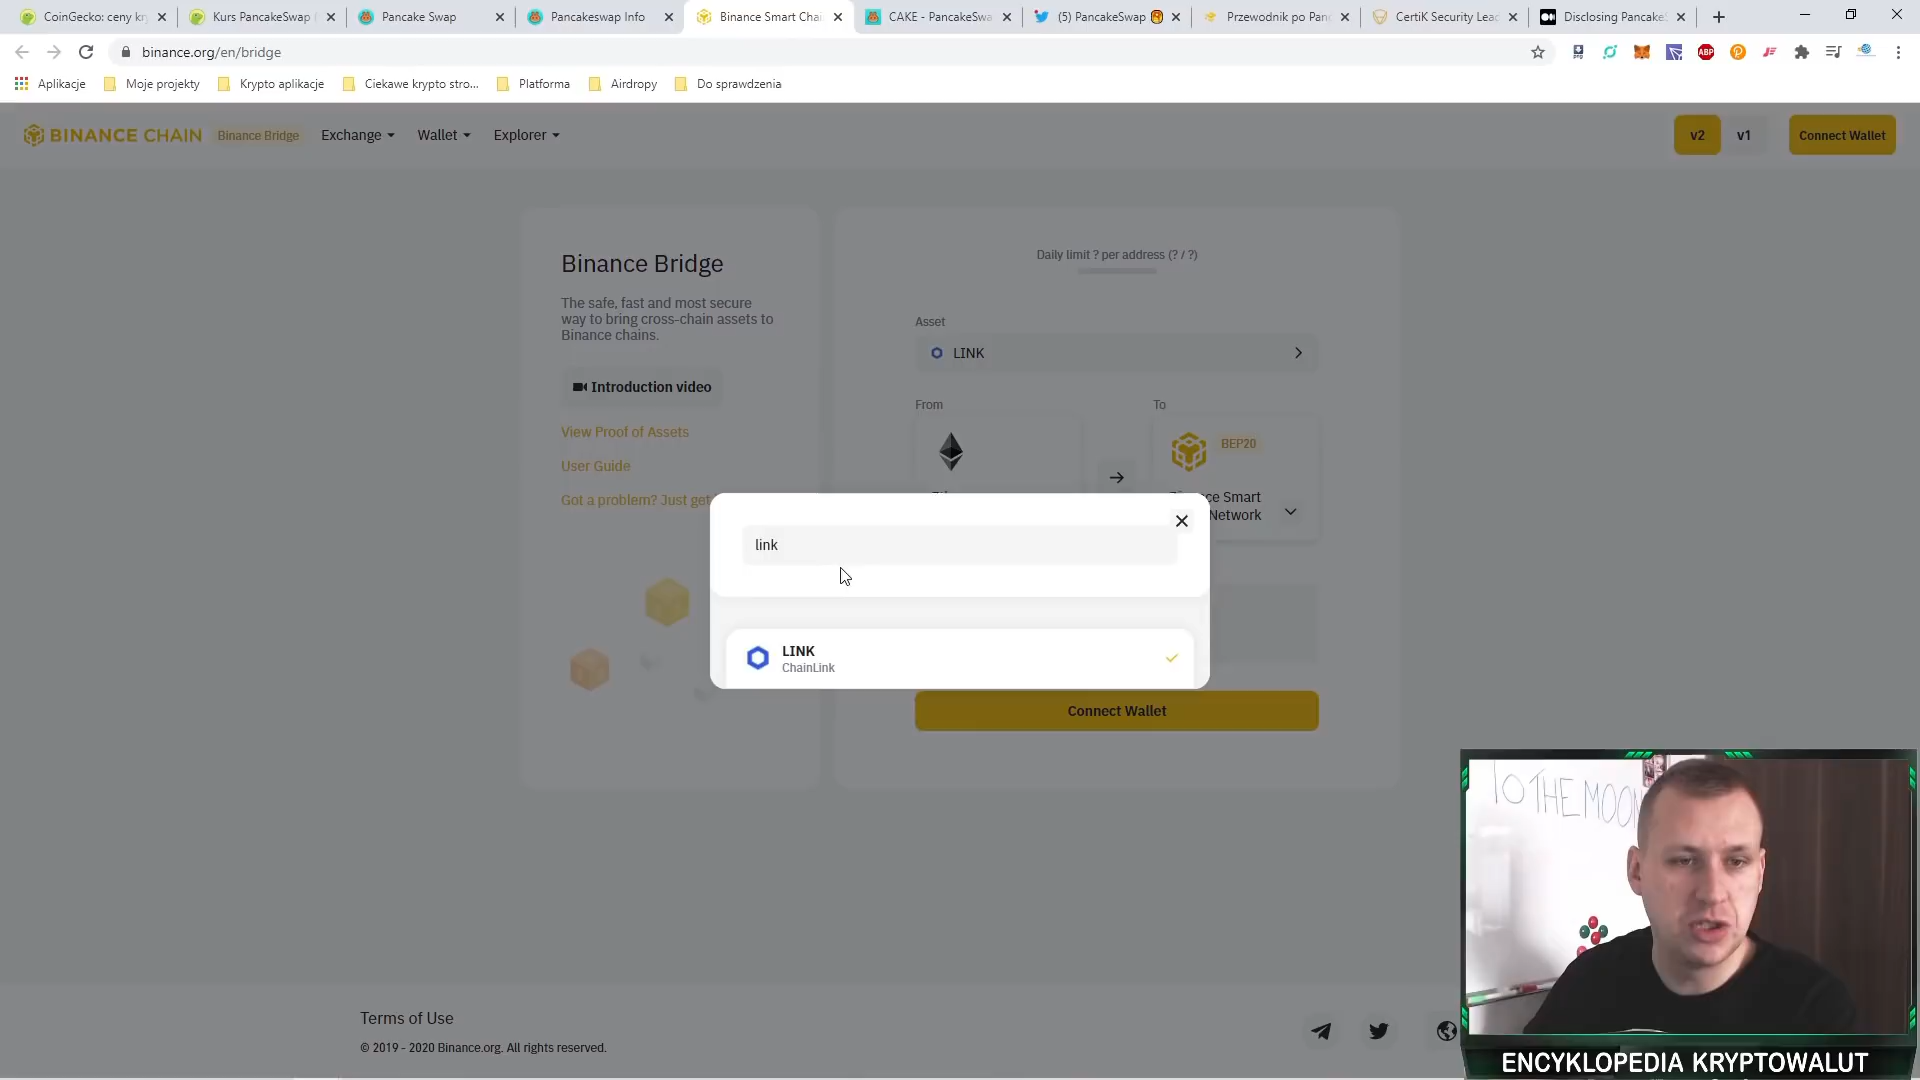 CoinGecko: ceny kr
Kurs PancakeSwap (
Pancake Swap
Pancakeswap Info
Binance Smart Chai
CAKE - PancakeSwa
(5) PancakeSwap
Przewodnik po Pan
CertiK Security Lead
Disclosing PancakeS
binance.org/en/bridge
ABP
Aplikacje
Moje projekty
Krypto aplikacje
Ciekawe krypto stro...
Platforma
Airdropy
Do sprawdzenia
BINANCE CHAIN
Binance Bridge
Exchange
Wallet
Explorer
v2
v1
Connect Wallet
Binance Bridge
The safe, fast and most secure
way to bring cross-chain assets to
Binance chains.
Introduction video
View Proof of Assets
User Guide
Got a problem? Just get
Daily limit ? per address (? / ?)
Asset
LINK
From
To
BEP20
ce Smart
Network
link
LINK
ChainLink
Connect Wallet
Terms of Use
© 2019 - 2020 Binance.org. All rights reserved.
TO THE MOON
ENCYKLOPEDIA KRYPTOWALUT